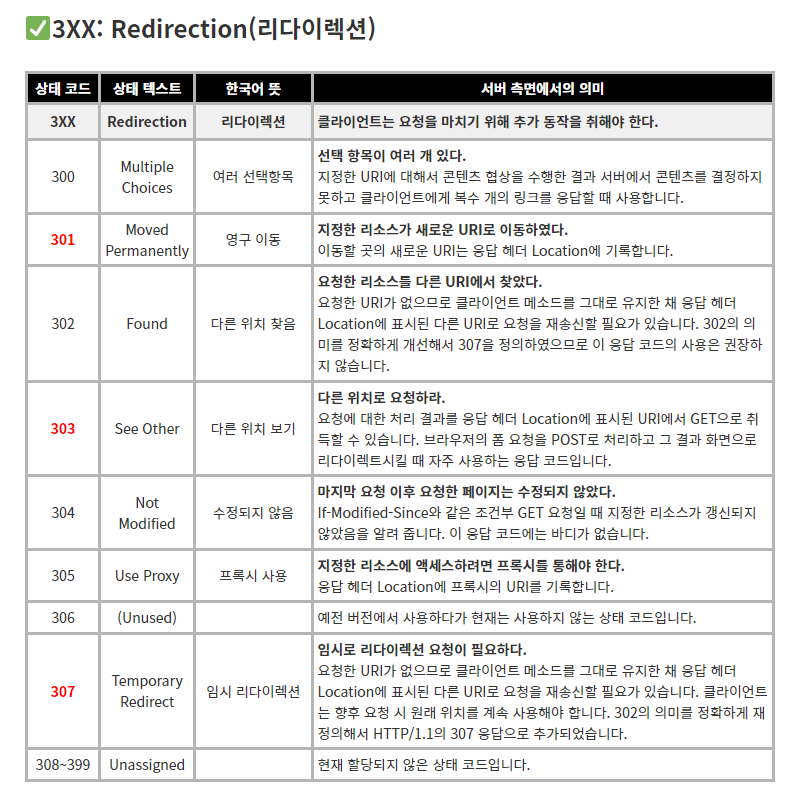 ✅3XX: Redirection(리다이렉션)
상태 코드 상태 텍스트 한국어 뜻 서버 측면에서의 의미
3XX Redirection 리다이렉션 클라이언트는 요청을 마치기 위해 추가 동작을 취해야 한다.
300 Multiple Choices 여러 선택항목 선택 항목이 여러 개 있다.
지정한 URI에 대해서 콘텐츠 협상을 수행한 결과 서버에서 콘텐츠를 결정하지
못하고 클라이언트에게 복수 개의 링크를 응답할 때 사용합니다.
301 Moved Permanently 영구 이동 지정한 리소스가 새로운 URI로 이동하였다.
이동할 곳의 새로운 URI는 응답 헤더 Location에 기록합니다.
302 Found 다른 위치 찾음 요청한 리소스를 다른 URI에서 찾았다.
요청한 URI가 없으므로 클라이언트 메소드를 그대로 유지한 채 응답 헤더
Location에 표시된 다른 URI로 요청을 재송신할 필요가 있습니다. 302의 의
미를 정확하게 개선해서 307을 정의하였으므로 이 응답 코드의 사용은 권장하
지 않습니다.
303 See Other 다른 위치 보기 다른 위치로 요청하라.
요청에 대한 처리 결과를 응답 헤더 Location에 표시된 URI에서 GET으로 취
득할 수 있습니다. 브라우저의 폼 요청을 POST로 처리하고 그 결과 화면으로
리다이렉트시킬 때 자주 사용하는 응답 코드입니다.
304 Not Modified 수정되지 않음 마지막 요청 이후 요청한 페이지는 수정되지 않았다.
If-Modified-Since와 같은 조건부 GET 요청일 때 지정한 리소스가 갱신되지
않았음을 알려 줍니다. 이 응답 코드에는 바디가 없습니다.
305 Use Proxy 프록시 사용 지정한 리소스에 액세스하려면 프록시를 통해야 한다.
응답 헤더 Location에 프록시의 URI를 기록합니다.
306 (Unused) 예전 버전에서 사용하다가 현재는 사용하지 않는 상태 코드입니다.
307 Temporary Redirect 임시 리다이렉션 임시로 리다이렉션 요청이 필요하다.
요청한 URI가 없으므로 클라이언트 메소드를 그대로 유지한 채 응답 헤더
Location에 표시된 다른 URI로 요청을 재송신할 필요가 있습니다. 클라이언트
는 향후 요청 시 원래 위치를 계속 사용해야 합니다. 302의 의미를 정확하게 재
정의해서 HTTP/1.1의 307 응답으로 추가되었습니다.
308~399 Unassigned 현재 할당되지 않은 상태 코드입니다.